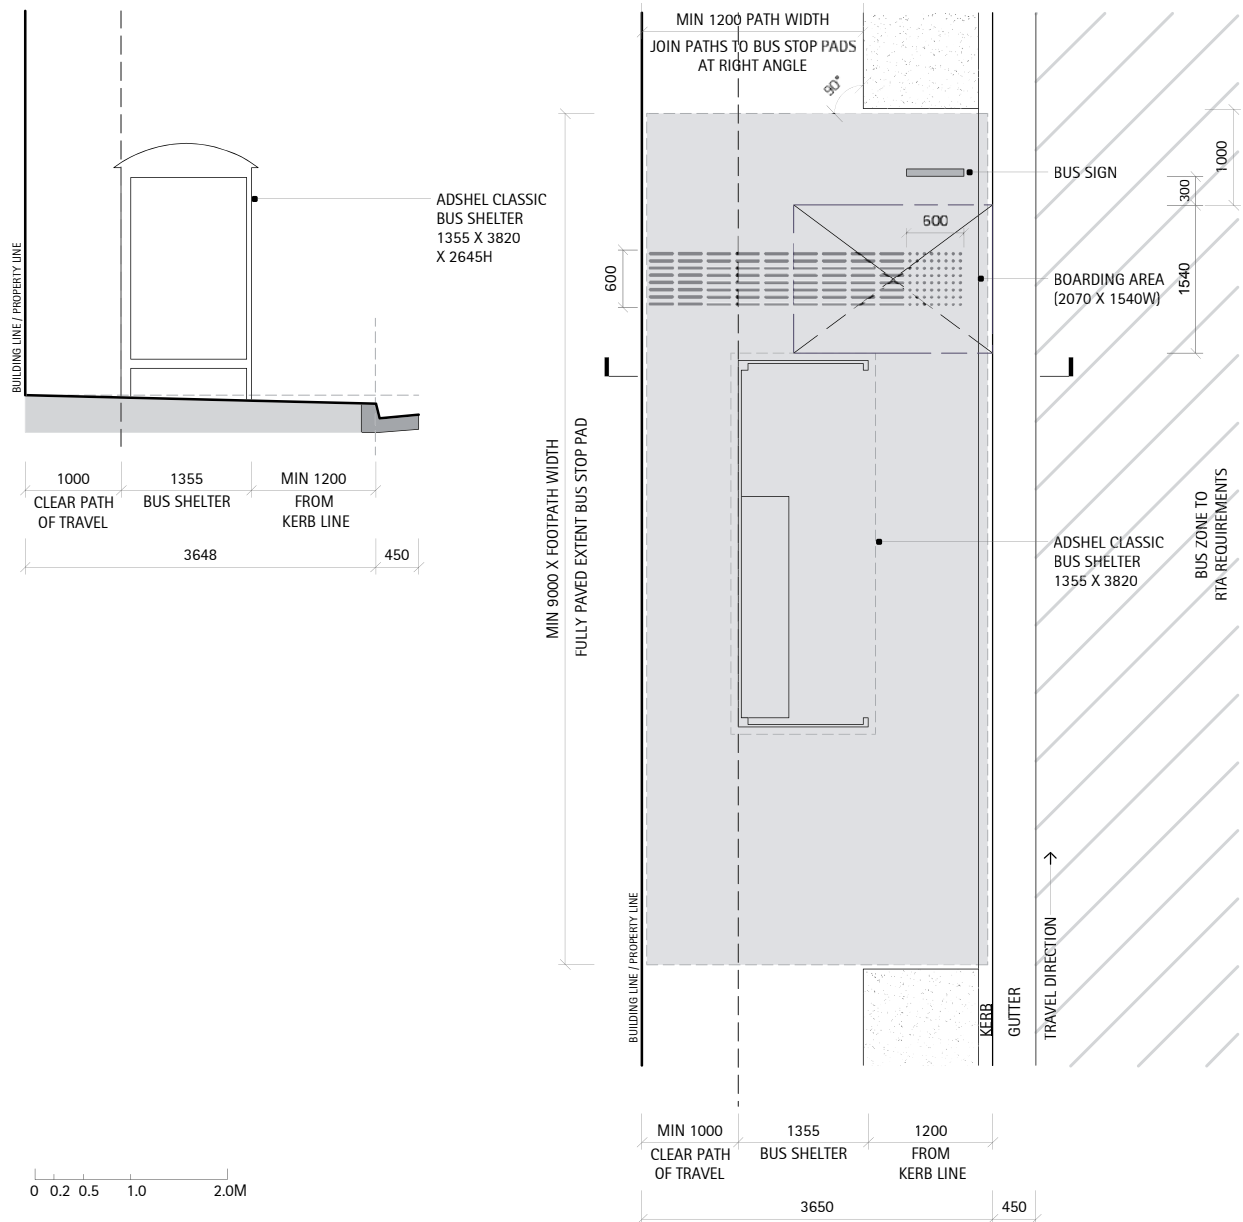 BUILDING LINE / PROPERTY LINE
ADSHEL CLASSIC
BUS SHELTER
1355 X 3820
X 2645H
1000
1355
MIN 1200
CLEAR PATH
OF TRAVEL
BUS SHELTER
FROM
KERB LINE
3648
450
0 0.2 0.5 1.0 2.0M
MIN 1200 PATH WIDTH
JOIN PATHS TO BUS STOP PADS
AT RIGHT ANGLE
90°
BUS SIGN
1000
300
600
600
BOARDING AREA
(2070 X 1540W)
1540
MIN 9000 X FOOTPATH WIDTH
FULLY PAVED EXTENT BUS STOP PAD
ADSHEL CLASSIC
BUS SHELTER
1355 X 3820
BUS ZONE TO
RTA REQUIREMENTS
BUILDING LINE / PROPERTY LINE
KERB
GUTTER
TRAVEL DIRECTION
MIN 1000
1355
1200
CLEAR PATH
OF TRAVEL
BUS SHELTER
FROM
KERB LINE
3650
450